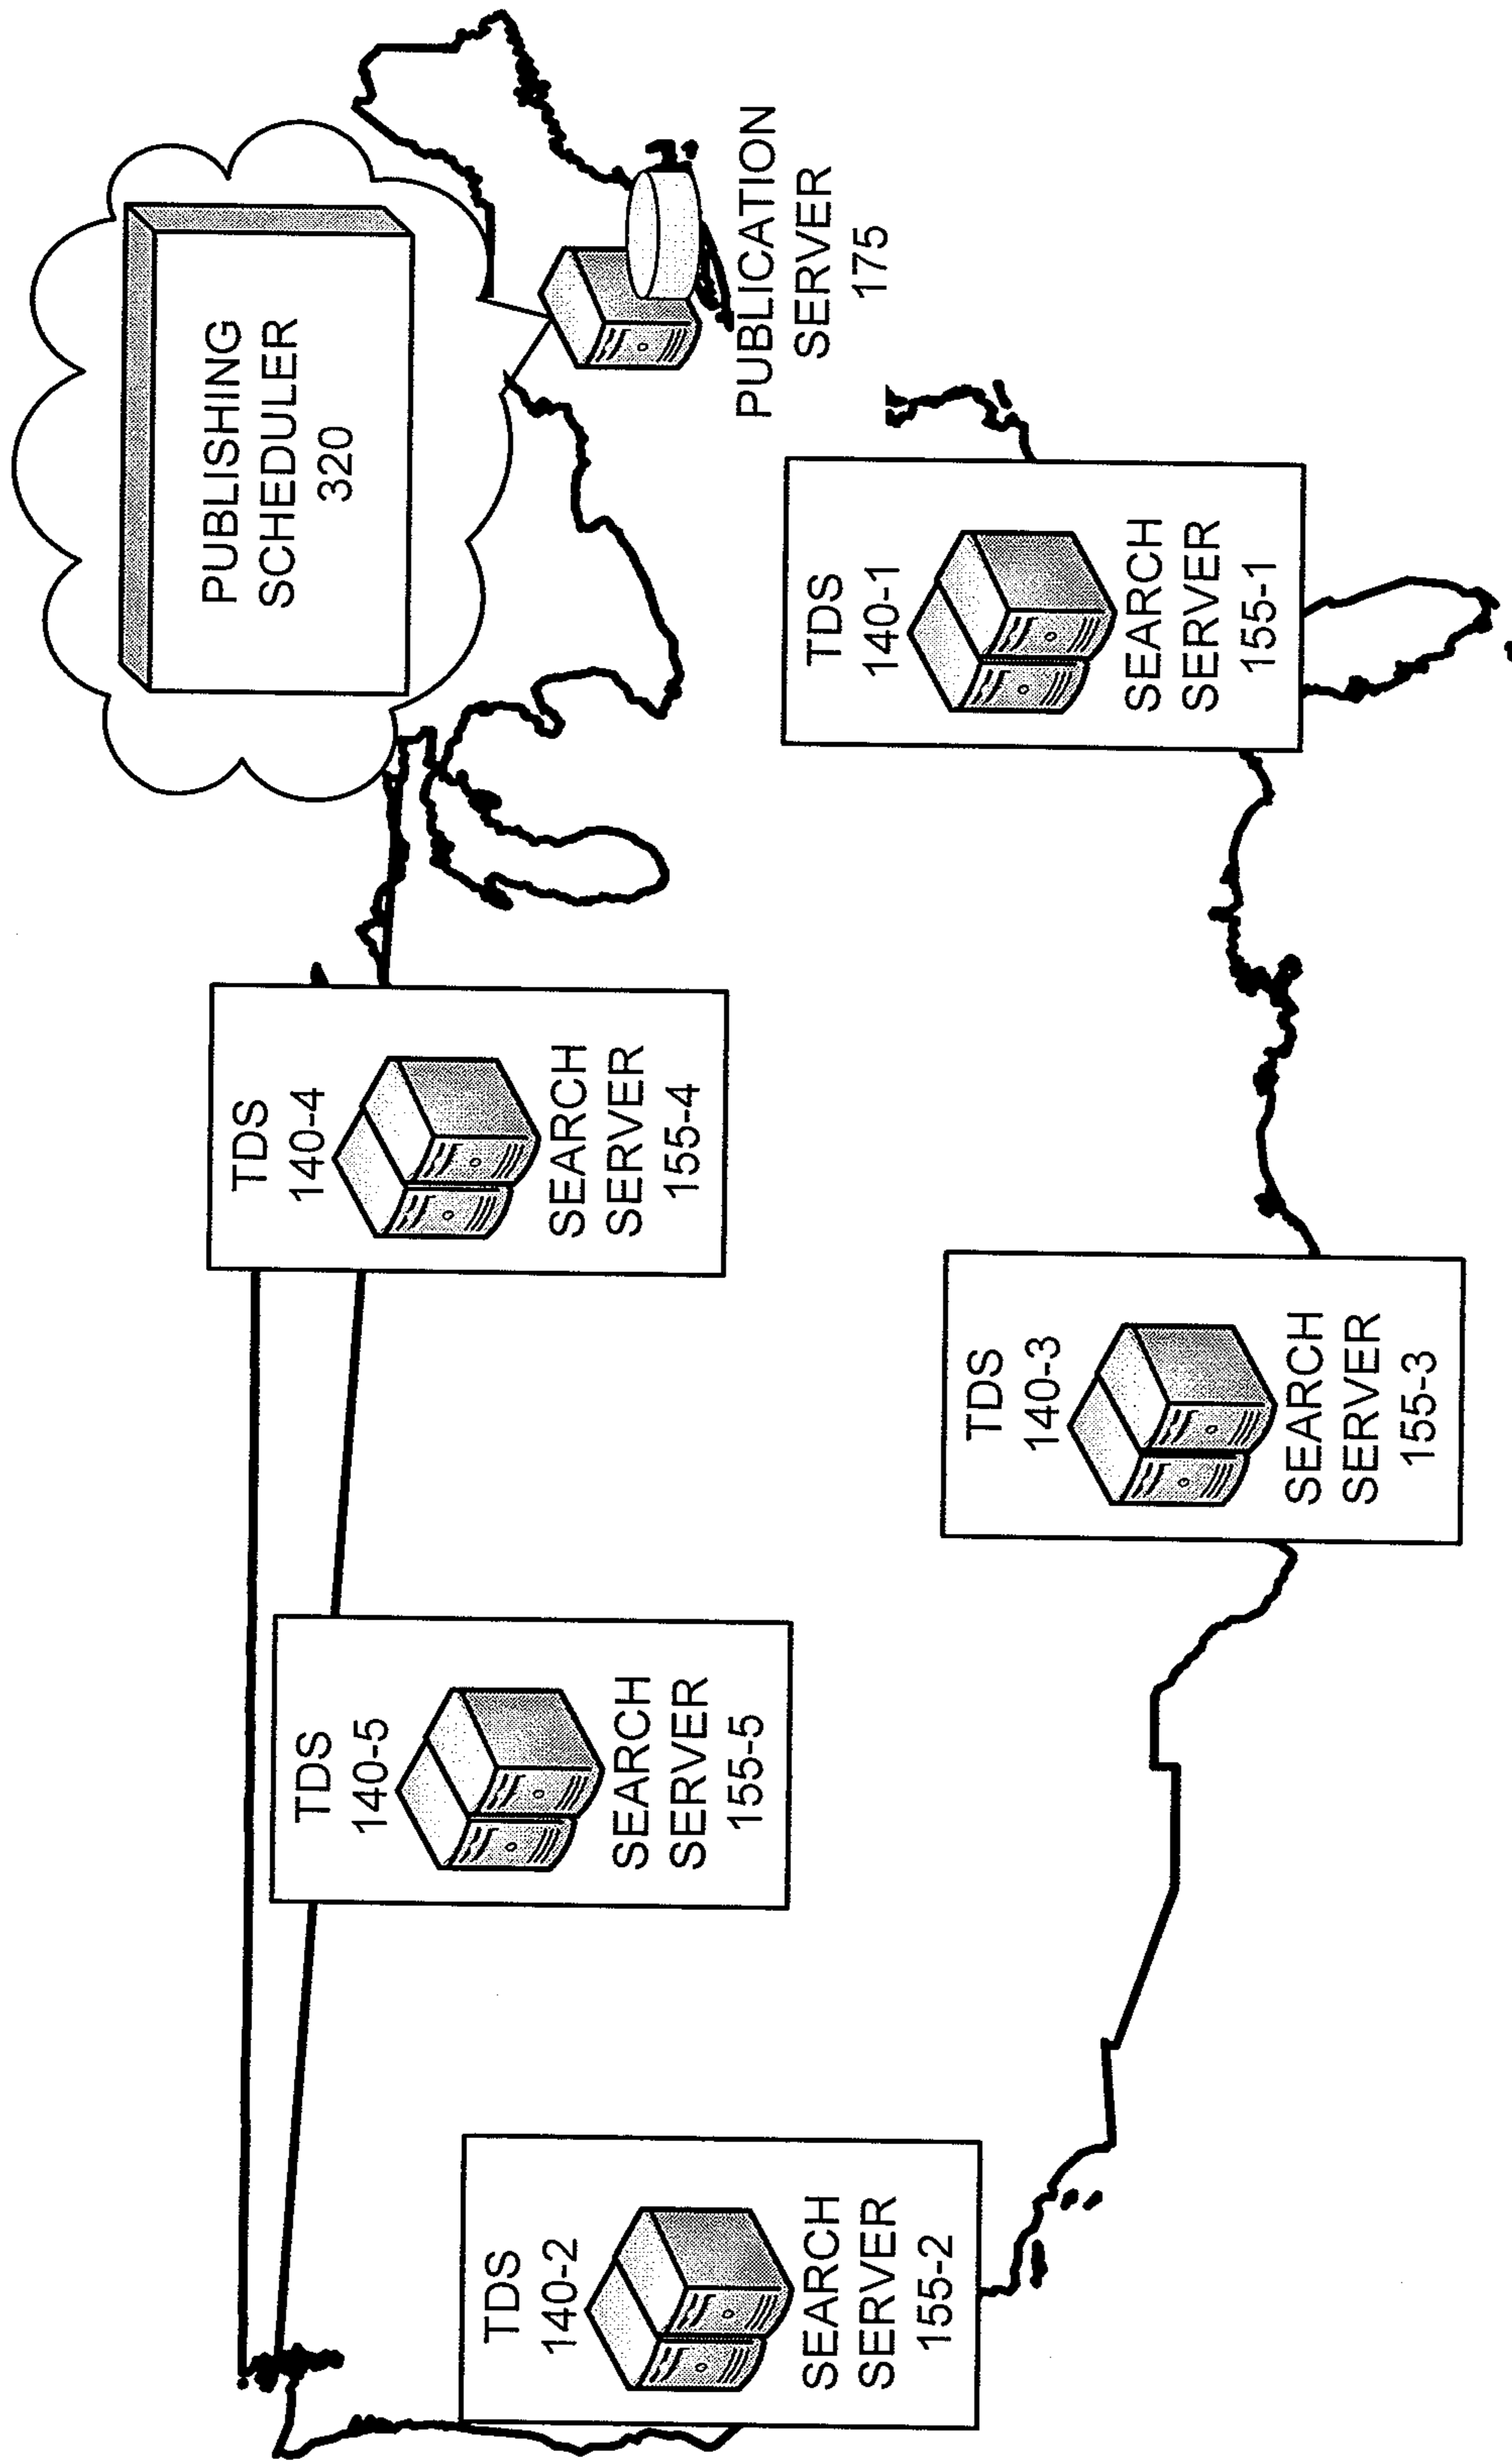 PUBLISHING
SCHEDULER
320
PUBLICATION
SERVER
175
TDS
140-4
SEARCH
SERVER
155-4
TDS
140-5
SEARCH
SERVER
155-5
TDS
140-2
SEARCH
SERVER
155-2
TDS
140-1
SEARCH
SERVER
155-1
TDS
140-3
SEARCH
SERVER
155-3